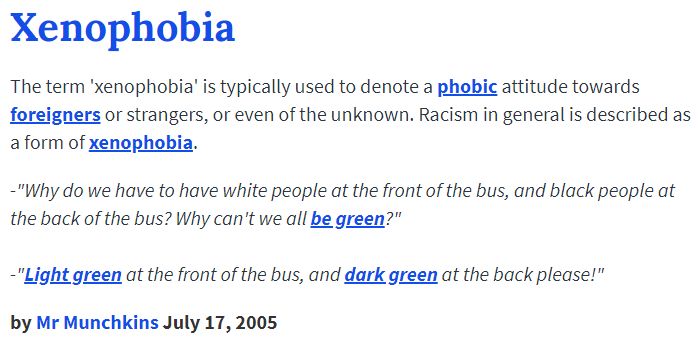 Xenophobia
The term 'xenophobia' is typically used to denote a phobic attitude towards
foreigners or strangers, or even of the unknown. Racism in general is described as
a form of xenophobia.
-"Why do we have to have white people at the front of the bus, and black people at
the back of the bus? Why can't we all be green?"
-"Light green at the front of the bus, and dark green at the back please!"
by Mr Munchkins July 17, 2005